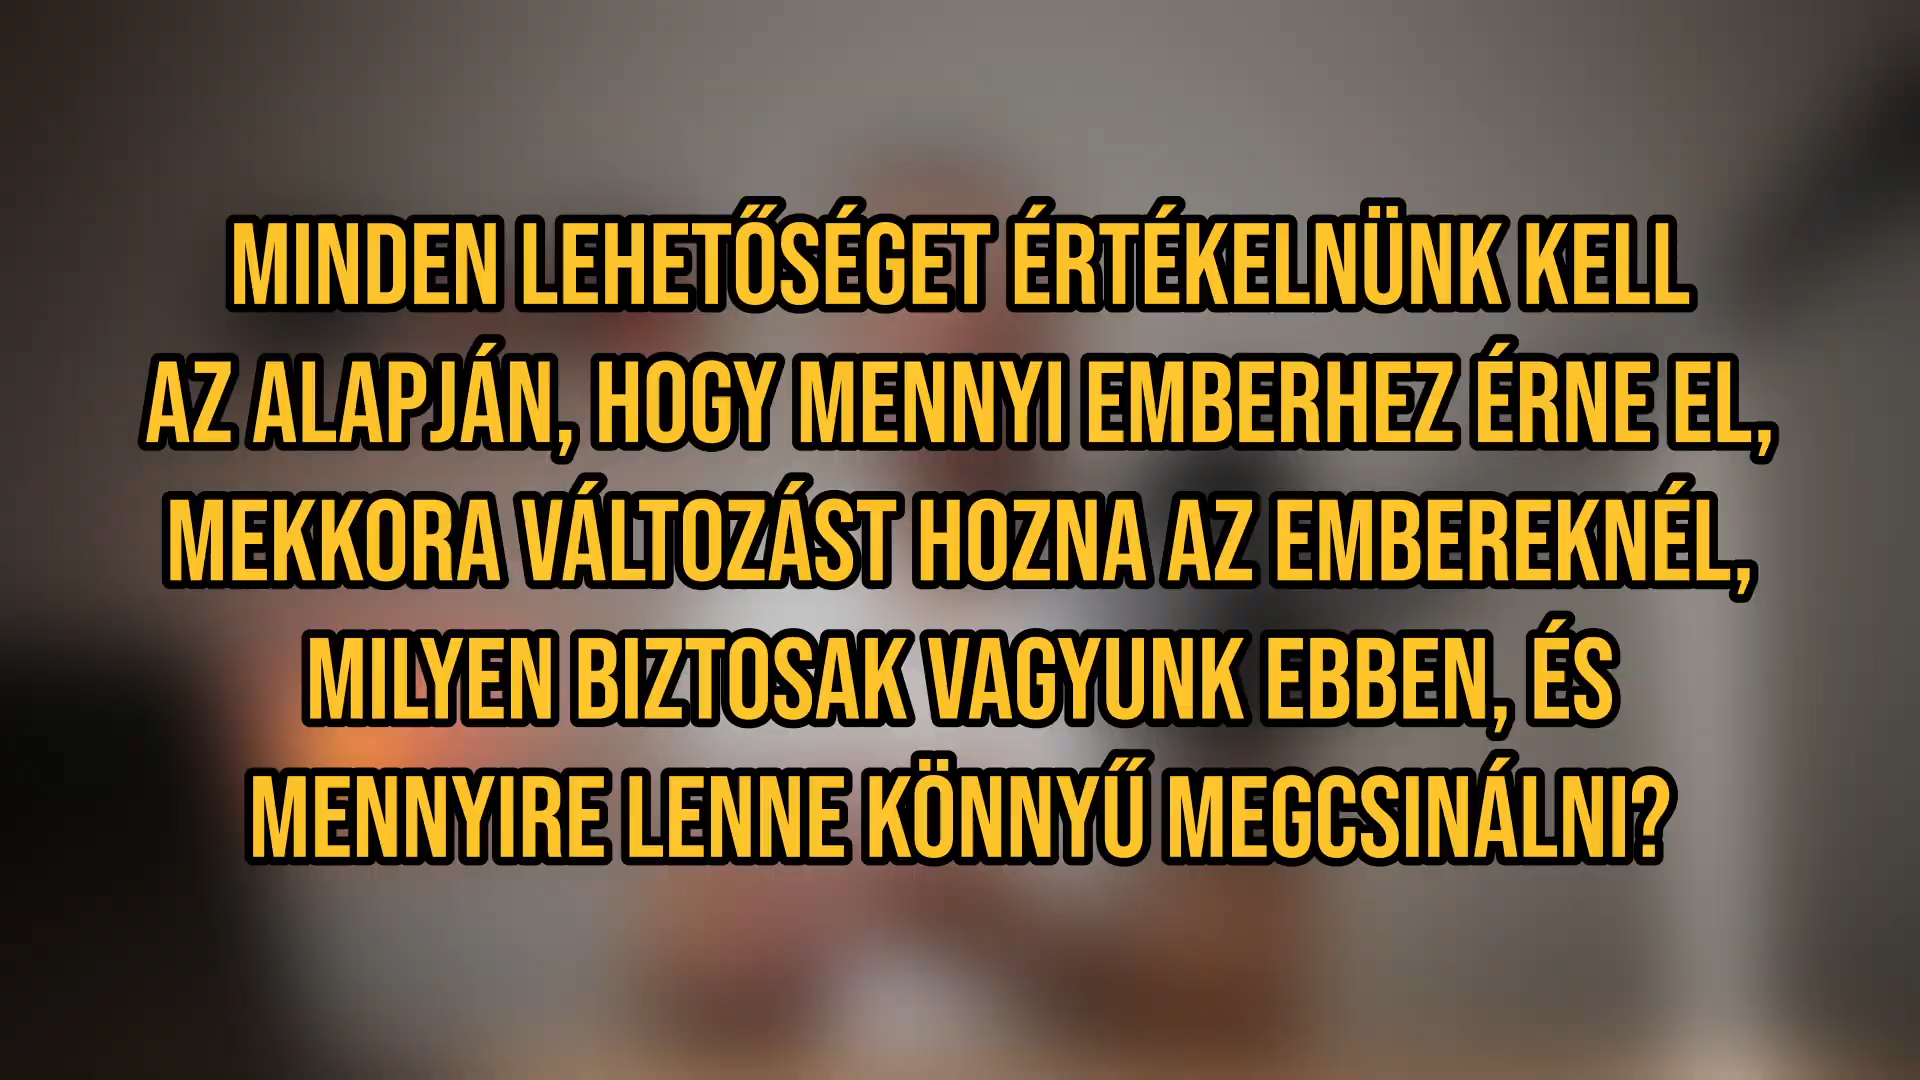 MINDEN LEHETŐSÉGET ÉRTÉKELNÜNK KELL
AZ ALAPJÁN, HOGY MENNYI EMBERHEZ ÉRNE EL,
MEKKORA VÁLTOZÁST HOZNA AZ EMBEREKNÉL,
MILYEN BIZTOSAK VAGYUNK EBBEN, ÉS
MENNYIRE LENNE KÖNNYŰ MEGCSINÁLNI?